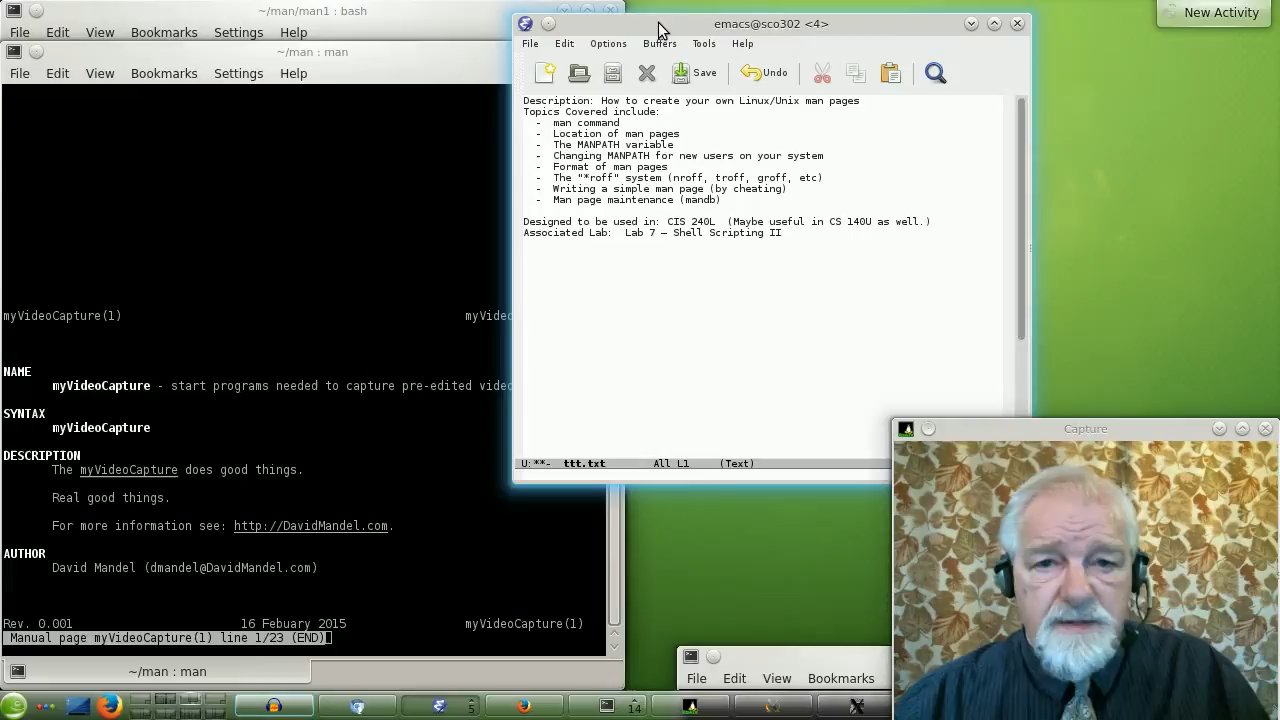 ~/man/man1 : bash
File Edit View Bookmarks Settings Help
~/man : man
File Edit View Bookmarks Settings Help
myVideoCapture(1) myVideo
NAME
myVideoCapture - start programs needed to capture pre-edited video
SYNTAX
myVideoCapture
DESCRIPTION
The myVideoCapture does good things.
Real good things.
For more information see: http://DavidMandel.com.
AUTHOR
David Mandel (dmandel@DavidMandel.com)
Rev. 0.001 16 Febuary 2015 myVideoCapture(1)
Manual page myVideoCapture(1) line 1/23 (END)
~/man : man
emacs@sco302 <4>
File Edit Options Buffers Tools Help
Save Undo
Description: How to create your own Linux/Unix man pages
Topics Covered include:
- man command
- Location of man pages
- The MANPATH variable
- Changing MANPATH for new users on your system
- Format of man pages
- The "*roff" system (nroff, troff, groff, etc)
- Writing a simple man page (by cheating)
- Man page maintenance (mandb)
Designed to be used in: CIS 240L (Maybe useful in CS 140U as well.)
Associated Lab: Lab 7 – Shell Scripting II
U:**- ttt.txt All L1 (Text)
New Activity
Capture
File Edit View Bookmarks
5
14